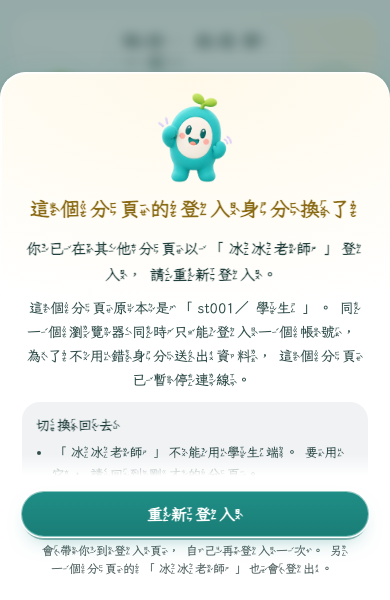 這個分頁的登入身分換了
你已在其他分頁以「冰冰老師」登
入，請重新登入。
這個分頁原本是「st001／學生」。同
一個瀏覽器同時只能登入一個帳號，
為了不用錯身分送出資料，這個分頁
已暫停連線。
切換回去
• 「冰冰老師」不能用學生端。要用
重新登入
會帶你到登入頁，自己再登入一次。另
一個分頁的「冰冰老師」也會登出。